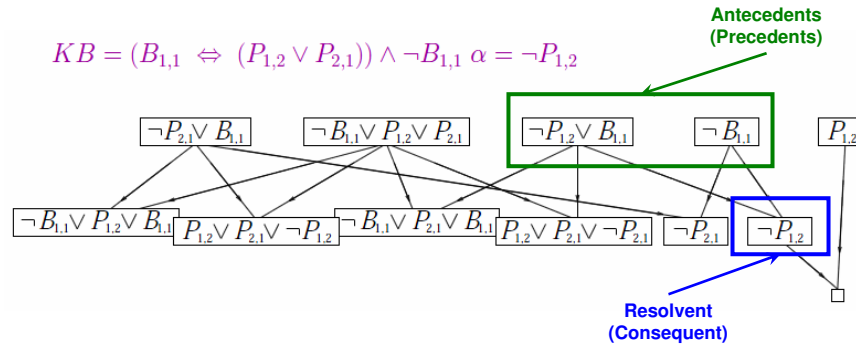 Antecedents
(Precedents)
KB = (B₁,₁ ⇔ (P₁,₂ ∨ P₂,₁)) ∧ ¬B₁,₁ α = ¬P₁,₂
¬P₂,₁ ∨ B₁,₁
¬B₁,₁ ∨ P₁,₂ ∨ P₂,₁
¬P₁,₂ ∨ B₁,₁
¬B₁,₁
P₁,₂
¬B₁,₁ ∨ P₁,₂ ∨ B₁,₁
P₁,₂ ∨ P₂,₁ ∨ ¬P₁,₂
¬B₁,₁ ∨ P₂,₁ ∨ B₁,₁
P₁,₂ ∨ P₂,₁ ∨ ¬P₂,₁
¬P₂,₁
¬P₁,₂
Resolvent
(Consequent)